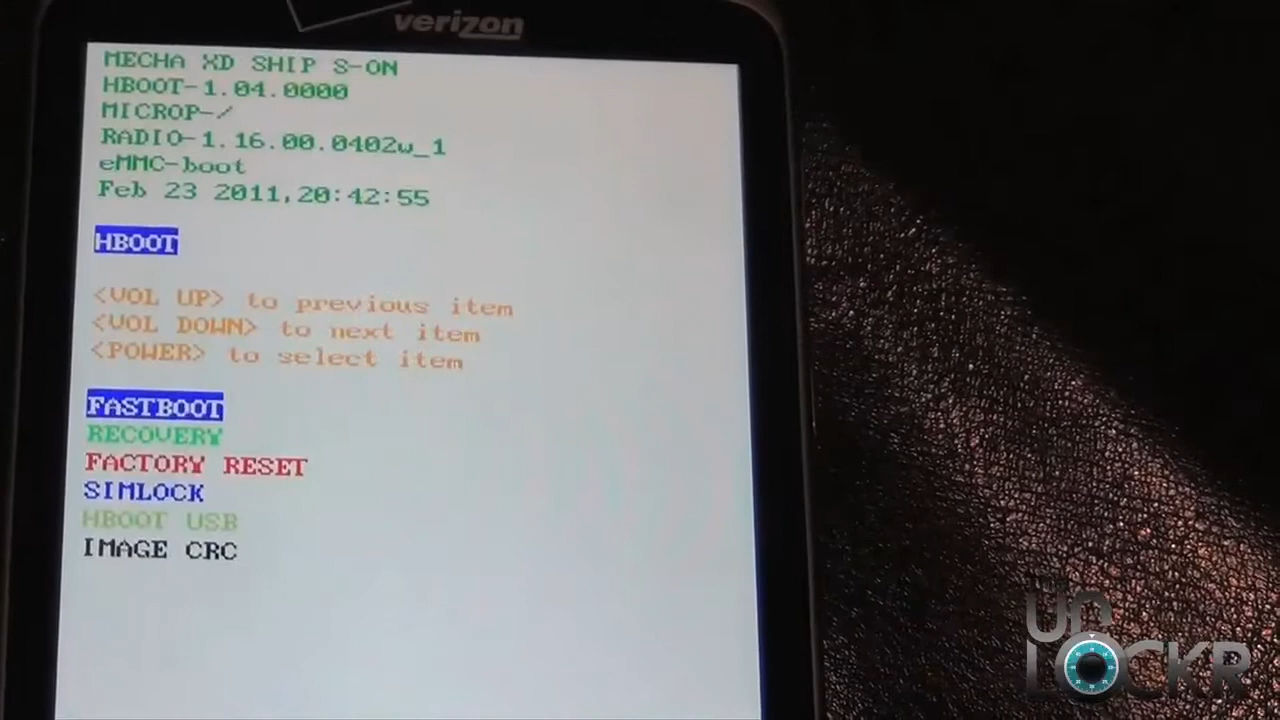 verizon
MECHA XD SHIP S-ON
HBOOT-1.04.0000
MICROP-/
RADIO-1.16.00.0402w_1
eMMC-boot
Feb 23 2011,20:42:55
HBOOT
<VOL UP> to previous item
<VOL DOWN> to next item
<POWER> to select item
FASTBOOT
RECOVERY
FACTORY RESET
SIMLOCK
HBOOT USB
IMAGE CRC
Un
LOCKR